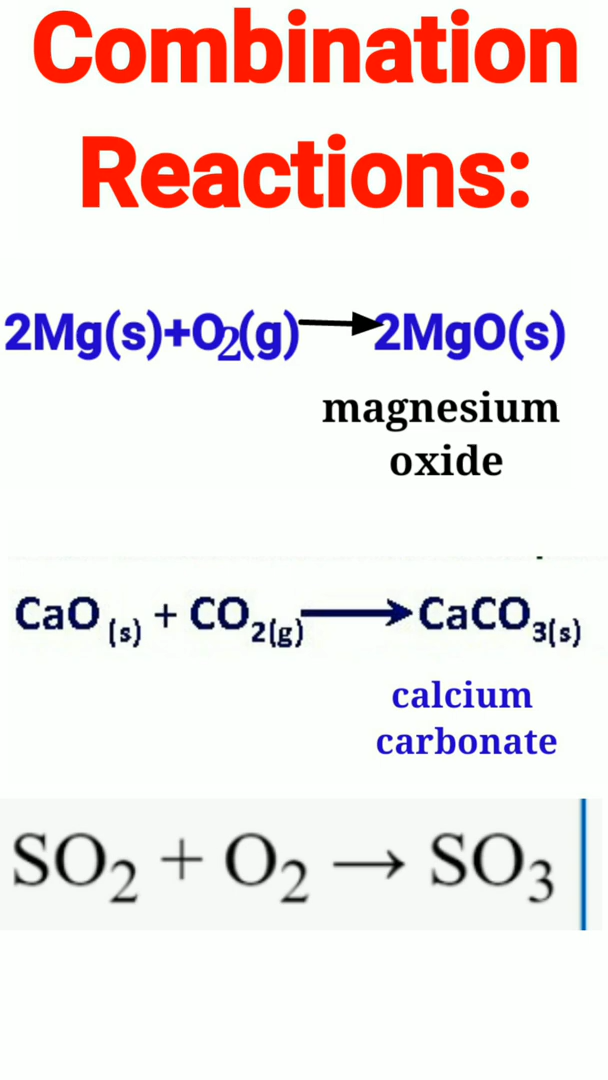 Combination
Reactions:
2Mg(s)+O₂(g)→2MgO(s)
magnesium
oxide
CaO (s) + CO₂(g)→CaCO₃(s)
calcium
carbonate
SO₂ + O₂ → SO₃